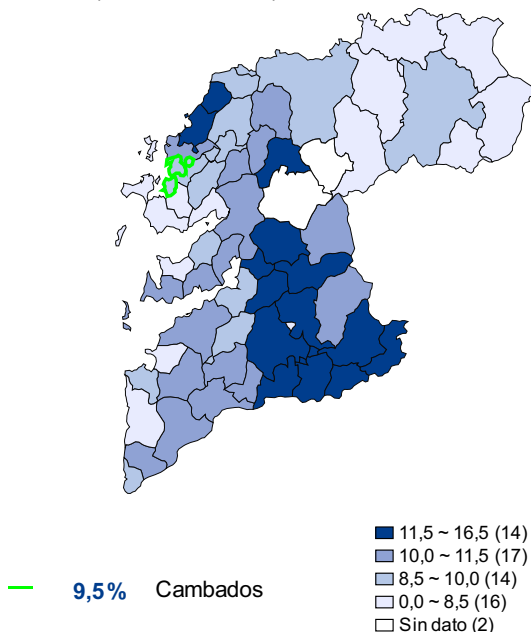 11,5 ~ 16,5 (14)
10,0 ~ 11,5 (17)
8,5 ~ 10,0 (14)
0,0 ~ 8,5 (16)
Sin dato (2)
9,5% Cambados